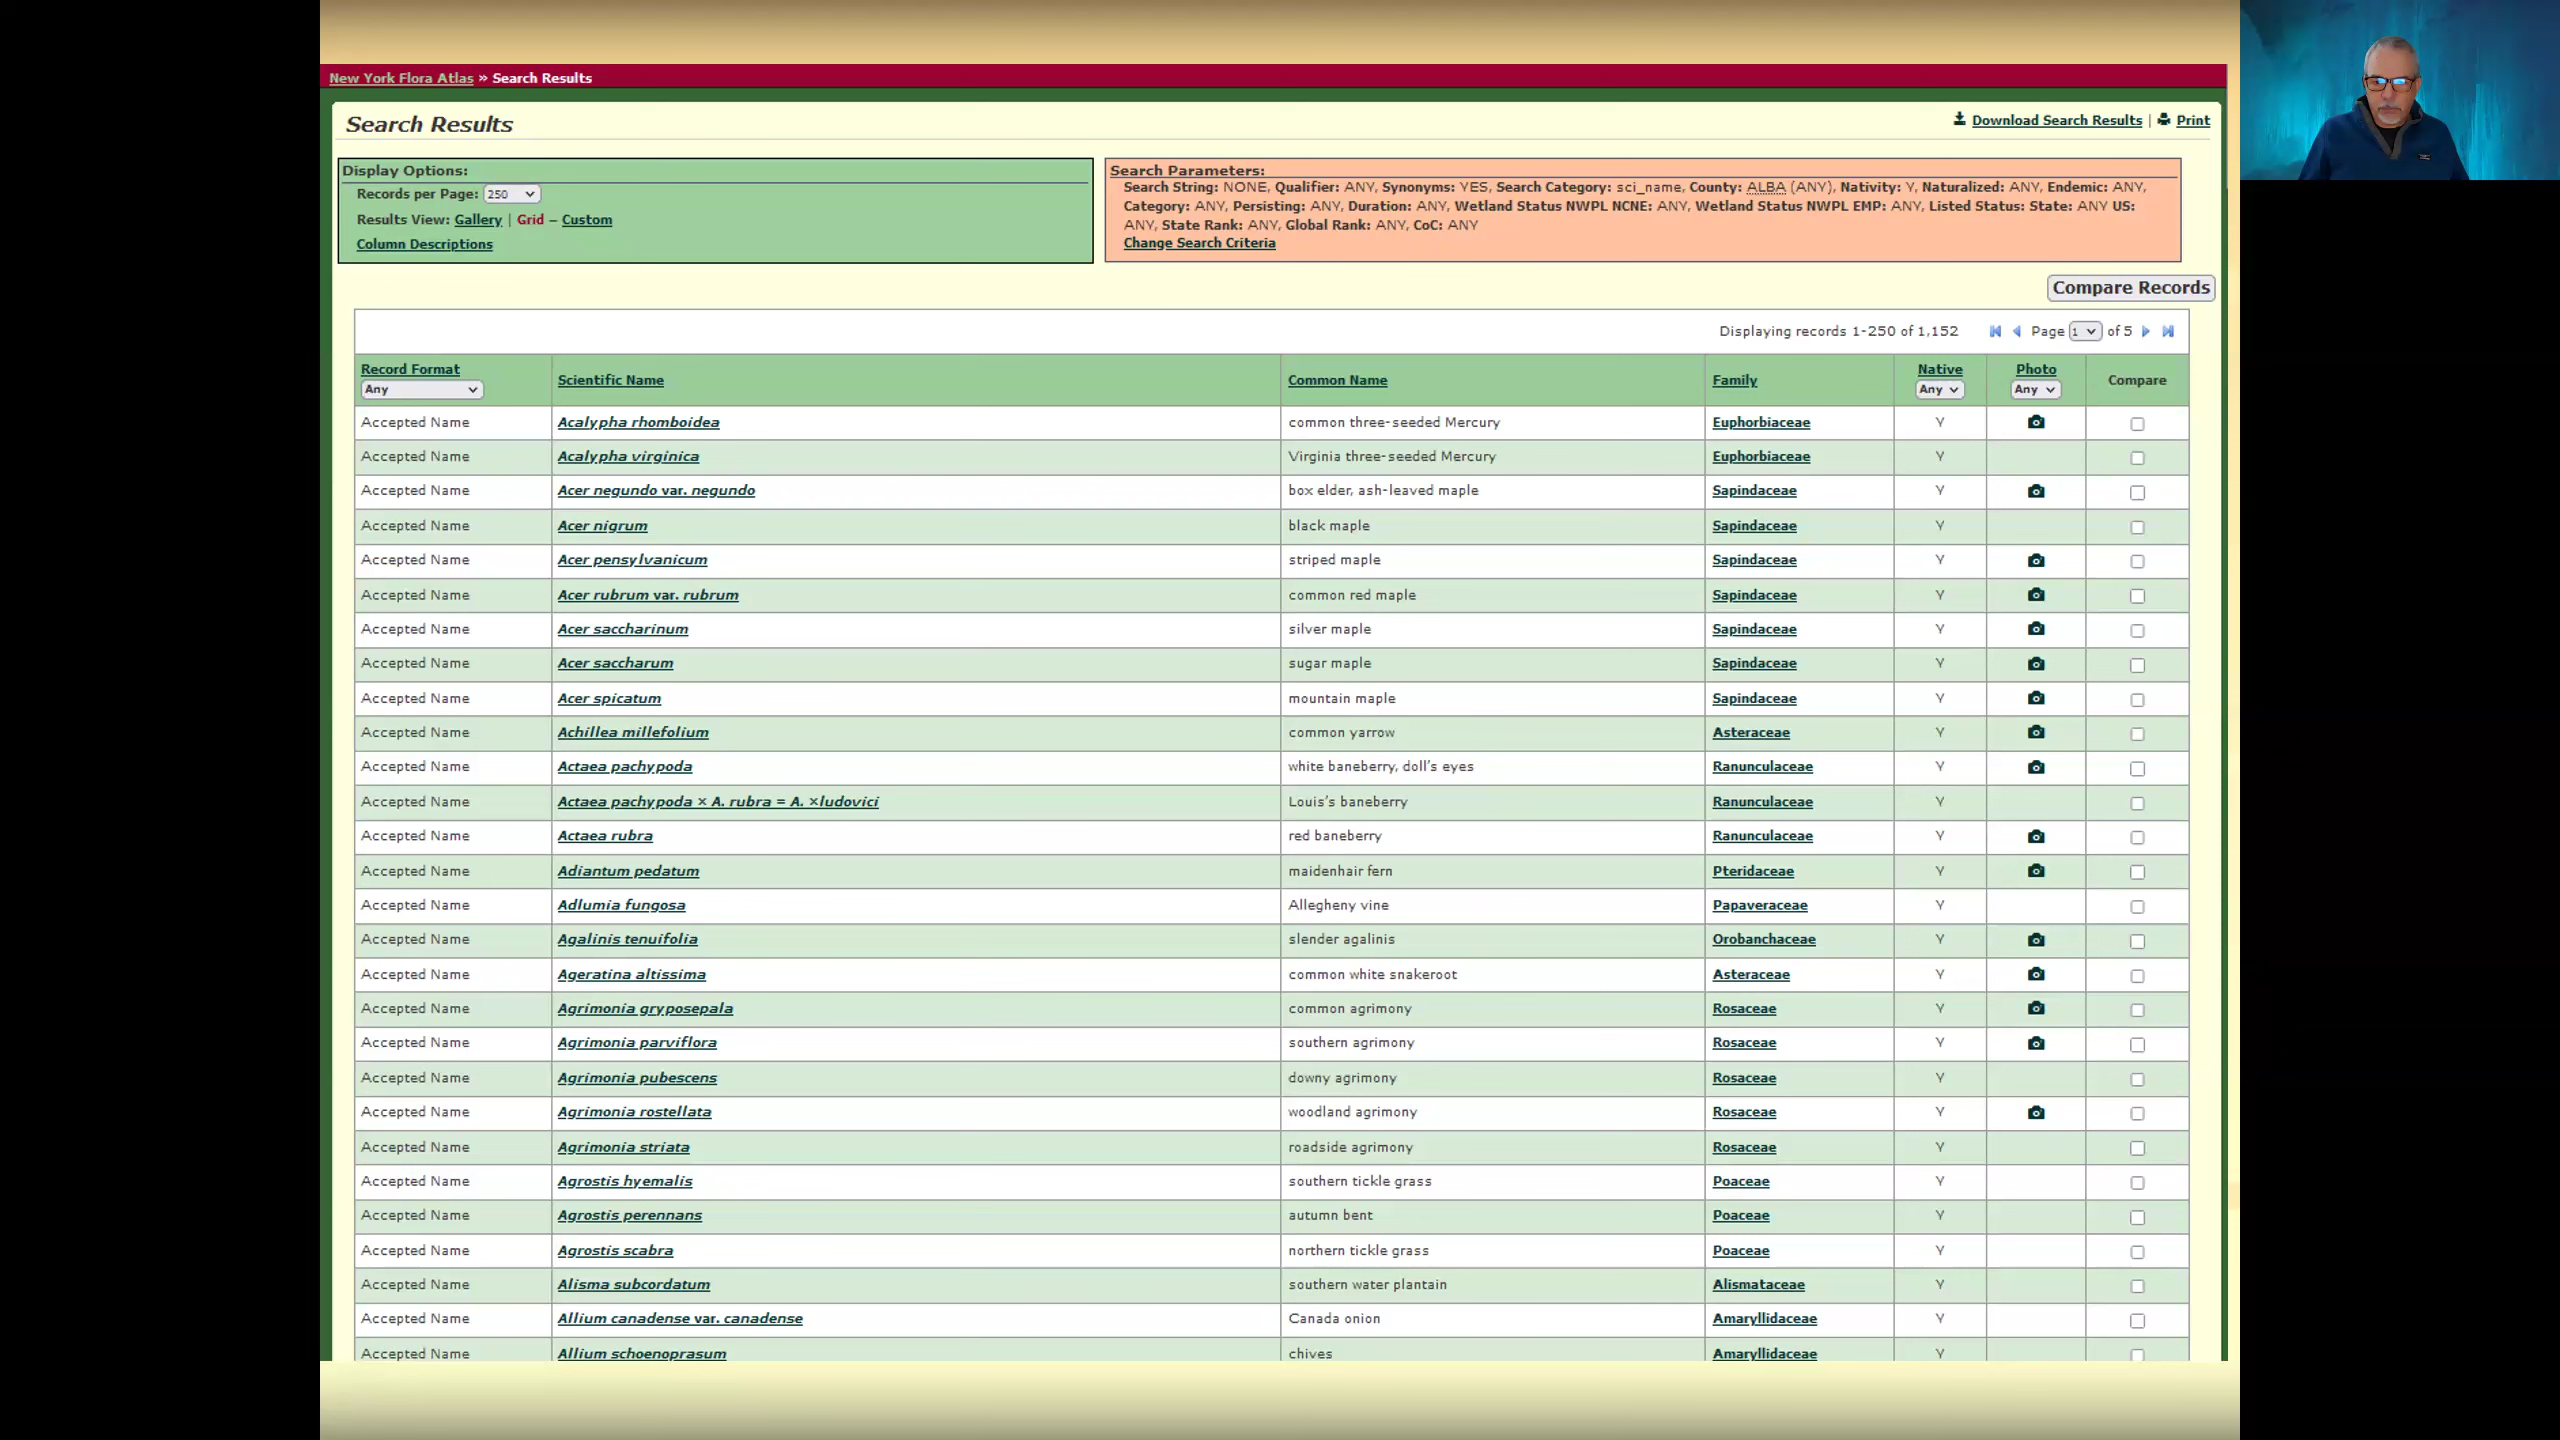 New York Flora Atlas » Search Results
Search Results
Download Search Results | Print
Display Options:
Records per Page: 250
Results View: Gallery | Grid – Custom
Column Descriptions
Search Parameters:
Search String: NONE, Qualifier: ANY, Synonyms: YES, Search Category: sci_name, County: ALBA (ANY), Nativity: Y, Naturalized: ANY, Endemic: ANY,
Category: ANY, Persisting: ANY, Duration: ANY, Wetland Status NWPL NCNE: ANY, Wetland Status NWPL EMP: ANY, Listed Status: State: ANY US:
ANY, State Rank: ANY, Global Rank: ANY, CoC: ANY
Change Search Criteria
Compare Records
Displaying records 1-250 of 1,152 Page 1 of 5
Record Format Any Scientific Name Common Name Family Native Any Photo Any Compare
Accepted Name Acalypha rhomboidea common three-seeded Mercury Euphorbiaceae Y
Accepted Name Acalypha virginica Virginia three-seeded Mercury Euphorbiaceae Y
Accepted Name Acer negundo var. negundo box elder, ash-leaved maple Sapindaceae Y
Accepted Name Acer nigrum black maple Sapindaceae Y
Accepted Name Acer pensylvanicum striped maple Sapindaceae Y
Accepted Name Acer rubrum var. rubrum common red maple Sapindaceae Y
Accepted Name Acer saccharinum silver maple Sapindaceae Y
Accepted Name Acer saccharum sugar maple Sapindaceae Y
Accepted Name Acer spicatum mountain maple Sapindaceae Y
Accepted Name Achillea millefolium common yarrow Asteraceae Y
Accepted Name Actaea pachypoda white baneberry, doll's eyes Ranunculaceae Y
Accepted Name Actaea pachypoda × A. rubra = A. ×ludovici Louis's baneberry Ranunculaceae Y
Accepted Name Actaea rubra red baneberry Ranunculaceae Y
Accepted Name Adiantum pedatum maidenhair fern Pteridaceae Y
Accepted Name Adlumia fungosa Allegheny vine Papaveraceae Y
Accepted Name Agalinis tenuifolia slender agalinis Orobanchaceae Y
Accepted Name Ageratina altissima common white snakeroot Asteraceae Y
Accepted Name Agrimonia gryposepala common agrimony Rosaceae Y
Accepted Name Agrimonia parviflora southern agrimony Rosaceae Y
Accepted Name Agrimonia pubescens downy agrimony Rosaceae Y
Accepted Name Agrimonia rostellata woodland agrimony Rosaceae Y
Accepted Name Agrimonia striata roadside agrimony Rosaceae Y
Accepted Name Agrostis hyemalis southern tickle grass Poaceae Y
Accepted Name Agrostis perennans autumn bent Poaceae Y
Accepted Name Agrostis scabra northern tickle grass Poaceae Y
Accepted Name Alisma subcordatum southern water plantain Alismataceae Y
Accepted Name Allium canadense var. canadense Canada onion Amaryllidaceae Y
Accepted Name Allium schoenoprasum chives Amaryllidaceae Y